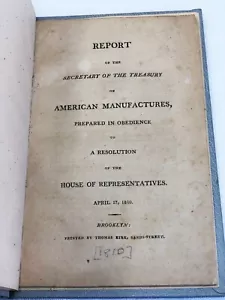 REPORT
OF THE
SECRETARY OF THE TREASURY
ON
AMERICAN MANUFACTURES,
PREPARED IN OBEDIENCE
TO
A RESOLUTION
OF THE
HOUSE OF REPRESENTATIVES.
APRIL 17, 1810.
BROOKLYN:
PRINTED BY THOMAS KIRK, SANDS-STREET.
[1810]